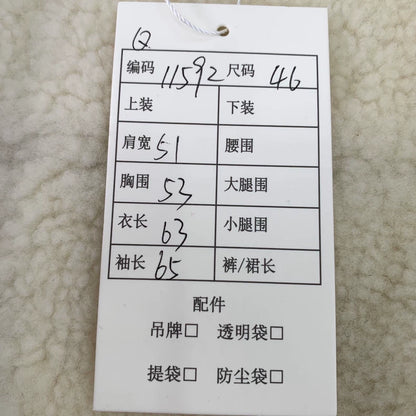 Q
编码 11592 尺码 46
上装 下装
肩宽 51 腰围
胸围 53 大腿围
衣长 63 小腿围
袖长 65 裤/裙长
配件
吊牌□ 透明袋□
提袋□ 防尘袋□